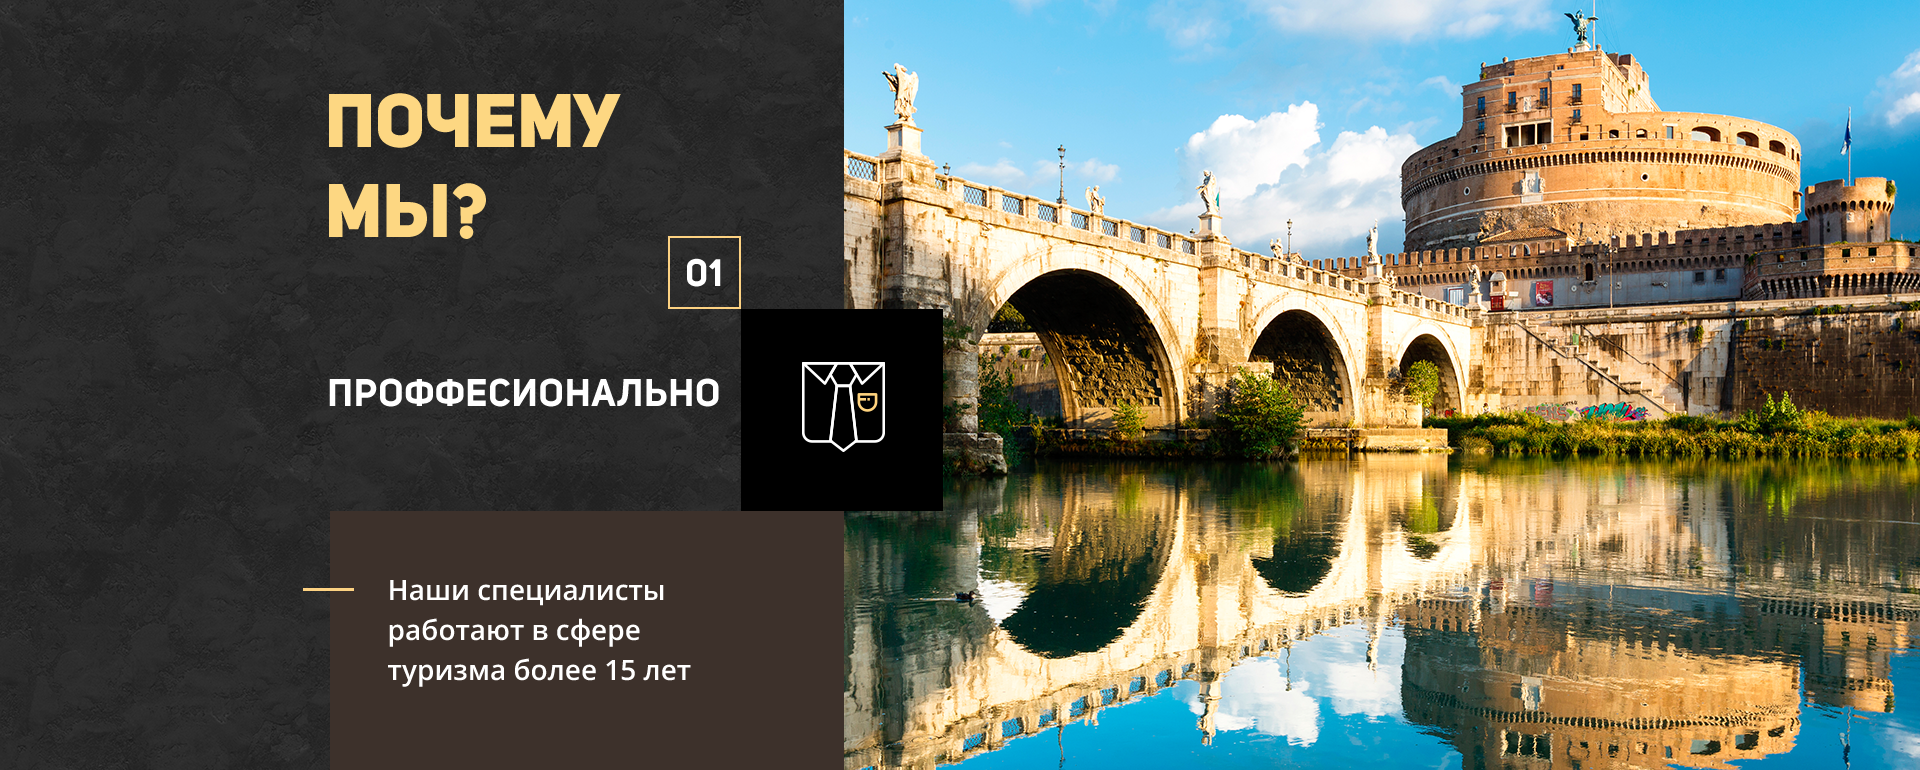 ПОЧЕМУ
МЫ?
01
ПРОФФЕСИОНАЛЬНО
Наши специалисты
работают в сфере
туризма более 15 лет